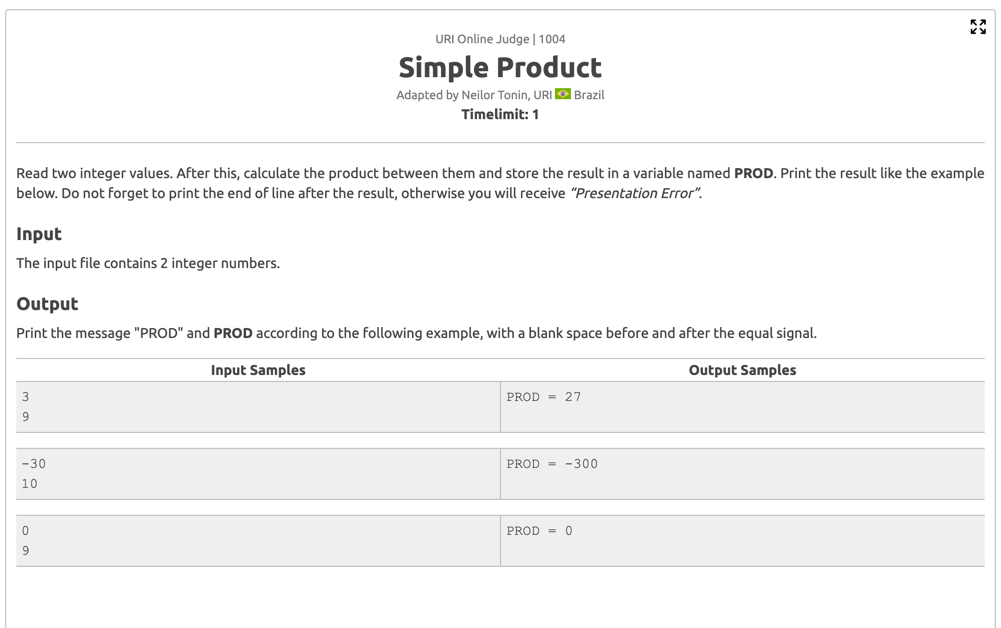 URI Online Judge | 1004
Simple Product
Adapted by Neilor Tonin, URI Brazil
Timelimit: 1
Read two integer values. After this, calculate the product between them and store the result in a variable named PROD. Print the result like the example
below. Do not forget to print the end of line after the result, otherwise you will receive “Presentation Error”.
Input
The input file contains 2 integer numbers.
Output
Print the message "PROD" and PROD according to the following example, with a blank space before and after the equal signal.
Input Samples Output Samples
3 PROD = 27
9
-30 PROD = -300
10
0 PROD = 0
9